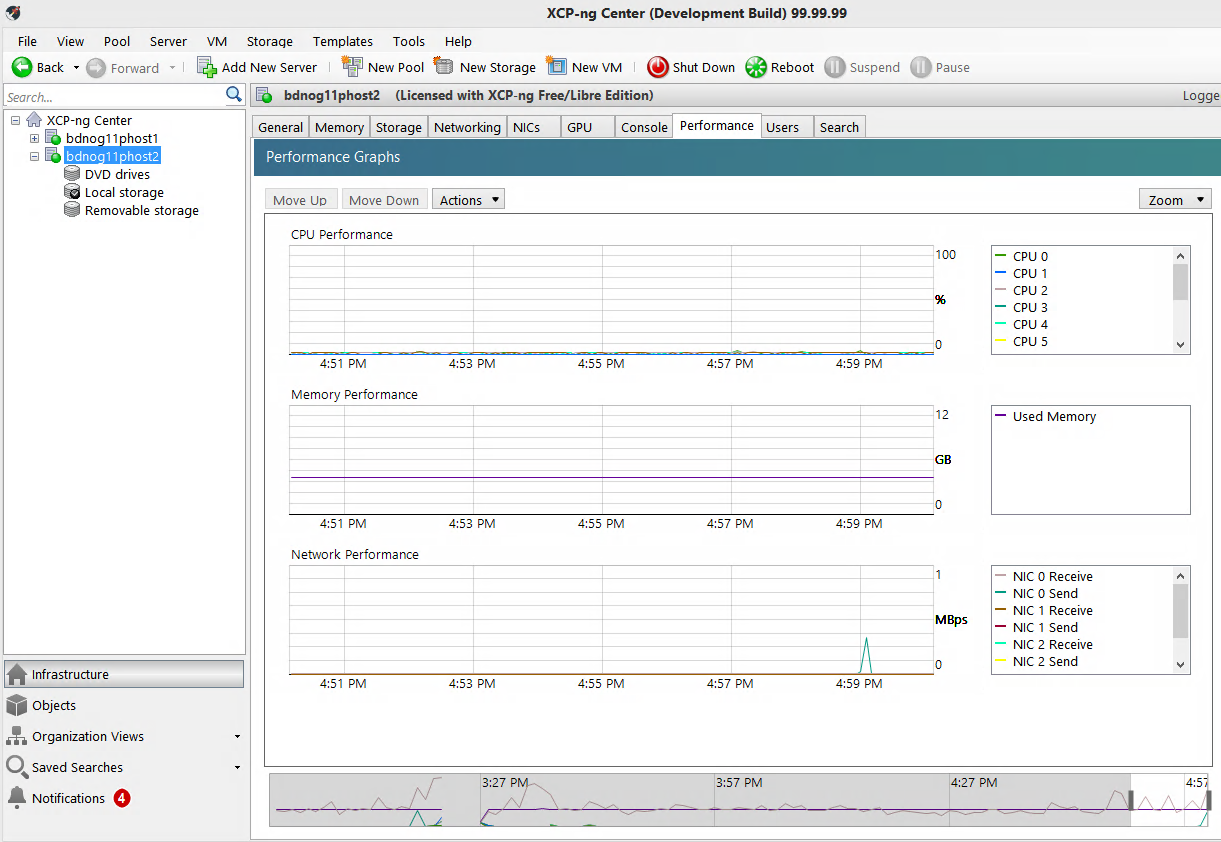 XCP-ng Center (Development Build) 99.99.99
File View Pool Server VM Storage Templates Tools Help
Back Forward Add New Server New Pool New Storage New VM Shut Down Reboot Suspend Pause
Search...
XCP-ng Center
bdnog11phost1
bdnog11phost2
DVD drives
Local storage
Removable storage
Infrastructure
Objects
Organization Views
Saved Searches
Notifications 4
bdnog11phost2 (Licensed with XCP-ng Free/Libre Edition) Logge
General Memory Storage Networking NICs GPU Console Performance Users Search
Performance Graphs
Move Up Move Down Actions Zoom
CPU Performance
100
%
0
4:51 PM 4:53 PM 4:55 PM 4:57 PM 4:59 PM
CPU 0
CPU 1
CPU 2
CPU 3
CPU 4
CPU 5
Memory Performance
12
GB
0
4:51 PM 4:53 PM 4:55 PM 4:57 PM 4:59 PM
Used Memory
Network Performance
1
MBps
0
4:51 PM 4:53 PM 4:55 PM 4:57 PM 4:59 PM
NIC 0 Receive
NIC 0 Send
NIC 1 Receive
NIC 1 Send
NIC 2 Receive
NIC 2 Send
3:27 PM 3:57 PM 4:27 PM 4:57